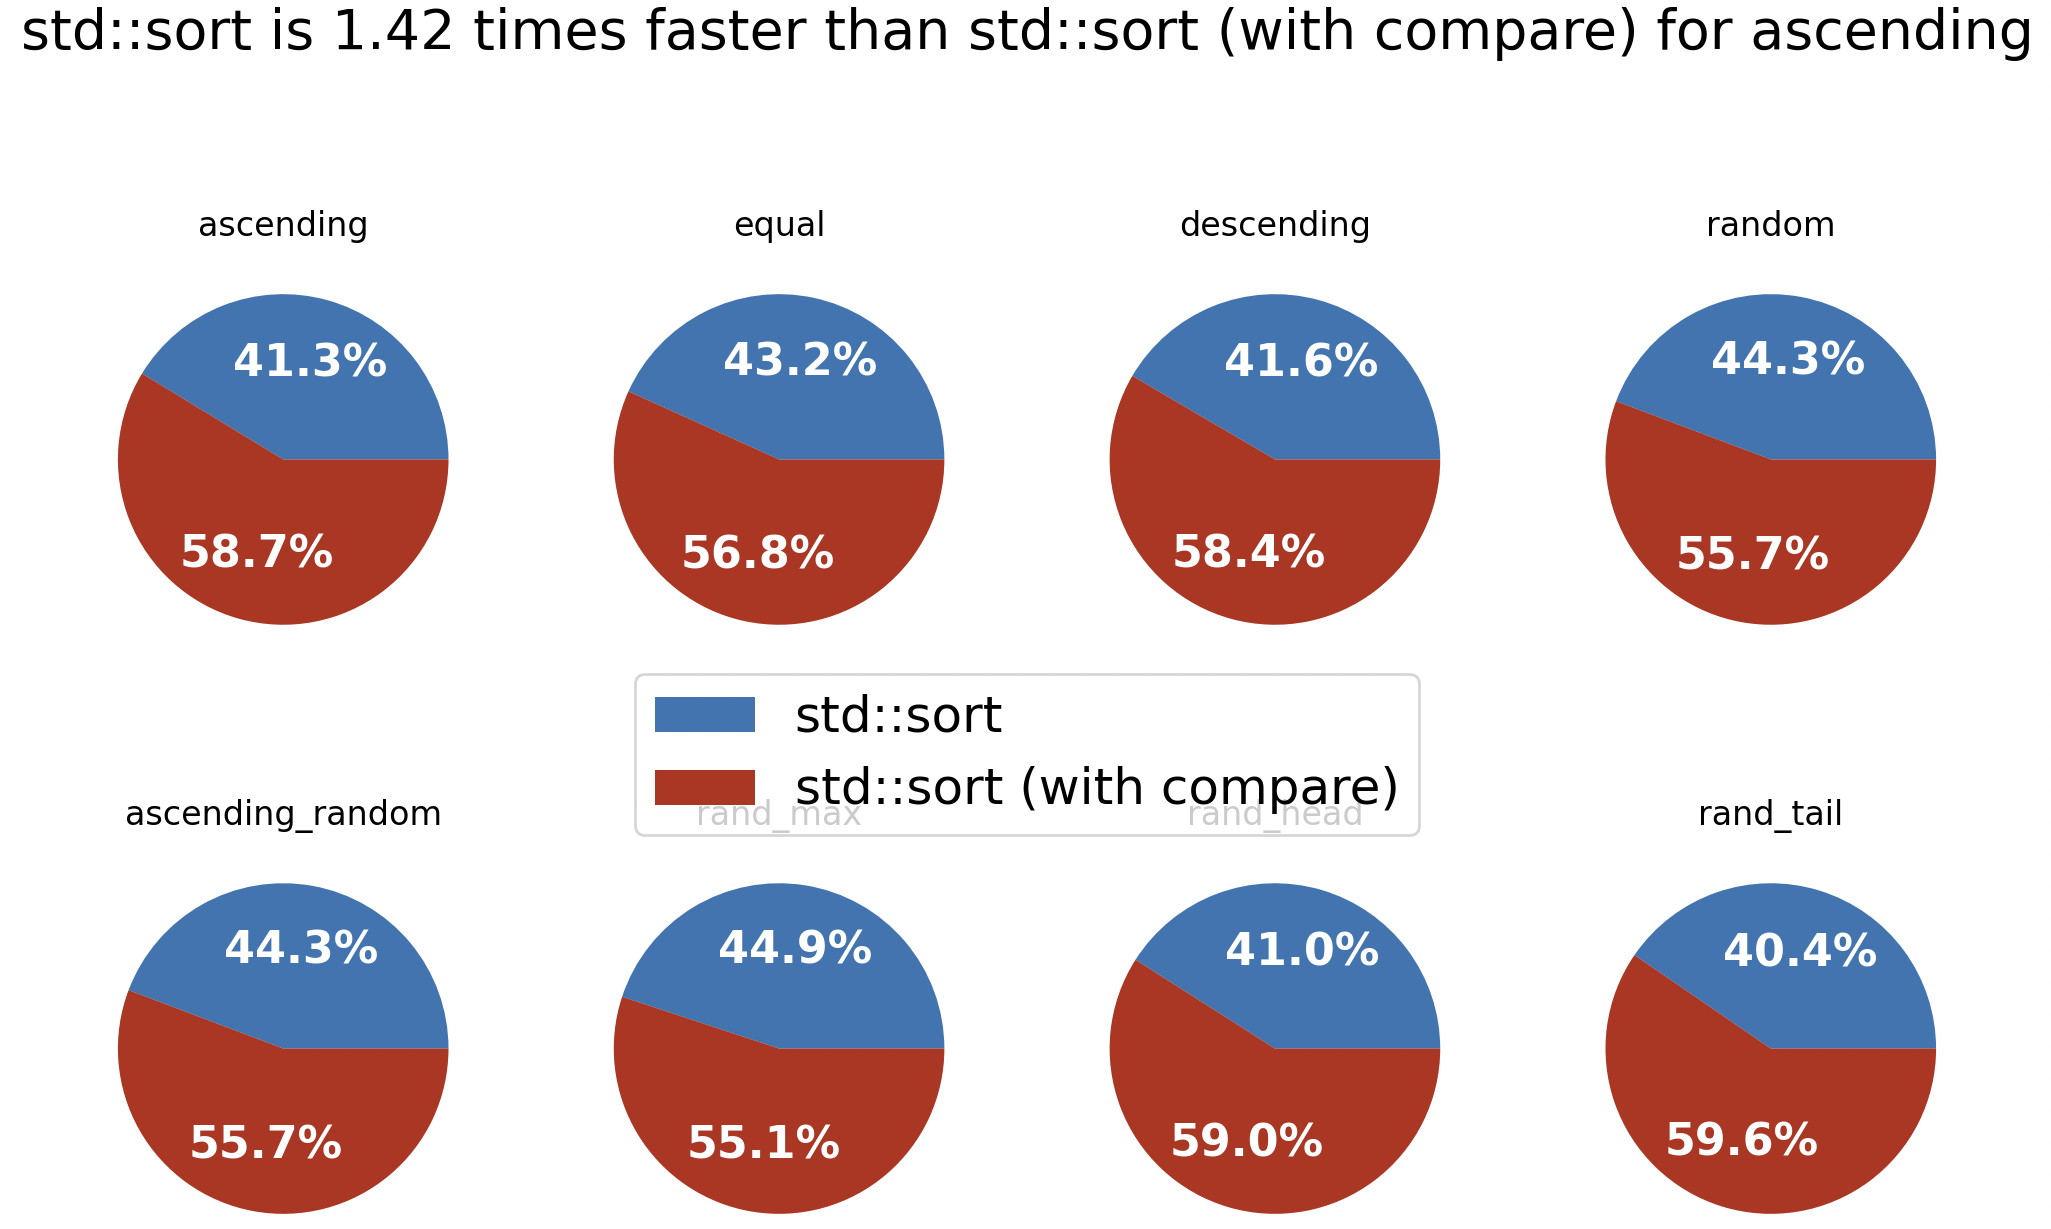 std::sort is 1.42 times faster than std::sort (with compare) for ascending
ascending
equal
descending
random
41.3%
43.2%
41.6%
44.3%
58.7%
56.8%
58.4%
55.7%
std::sort
std::sort (with compare)
ascending_random
rand_max
rand_head
rand_tail
44.3%
44.9%
41.0%
40.4%
55.7%
55.1%
59.0%
59.6%